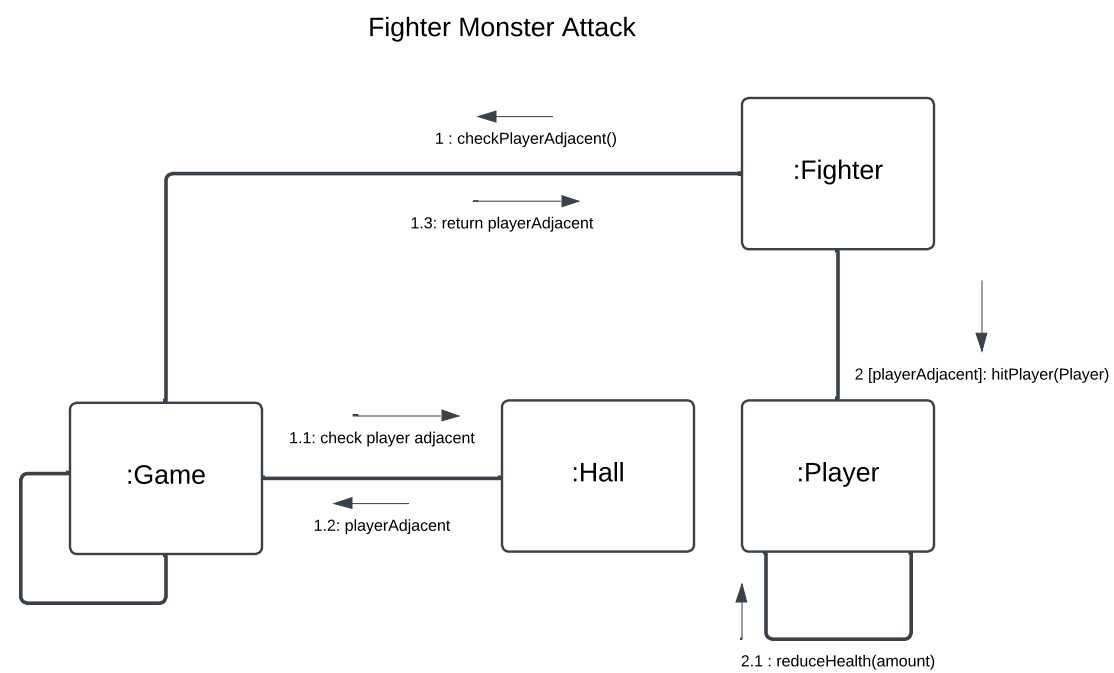 Fighter Monster Attack
1 : checkPlayerAdjacent()
:Fighter
1.3: return playerAdjacent
2 [playerAdjacent]: hitPlayer(Player)
1.1: check player adjacent
:Game
:Hall
:Player
1.2: playerAdjacent
2.1 : reduceHealth(amount)